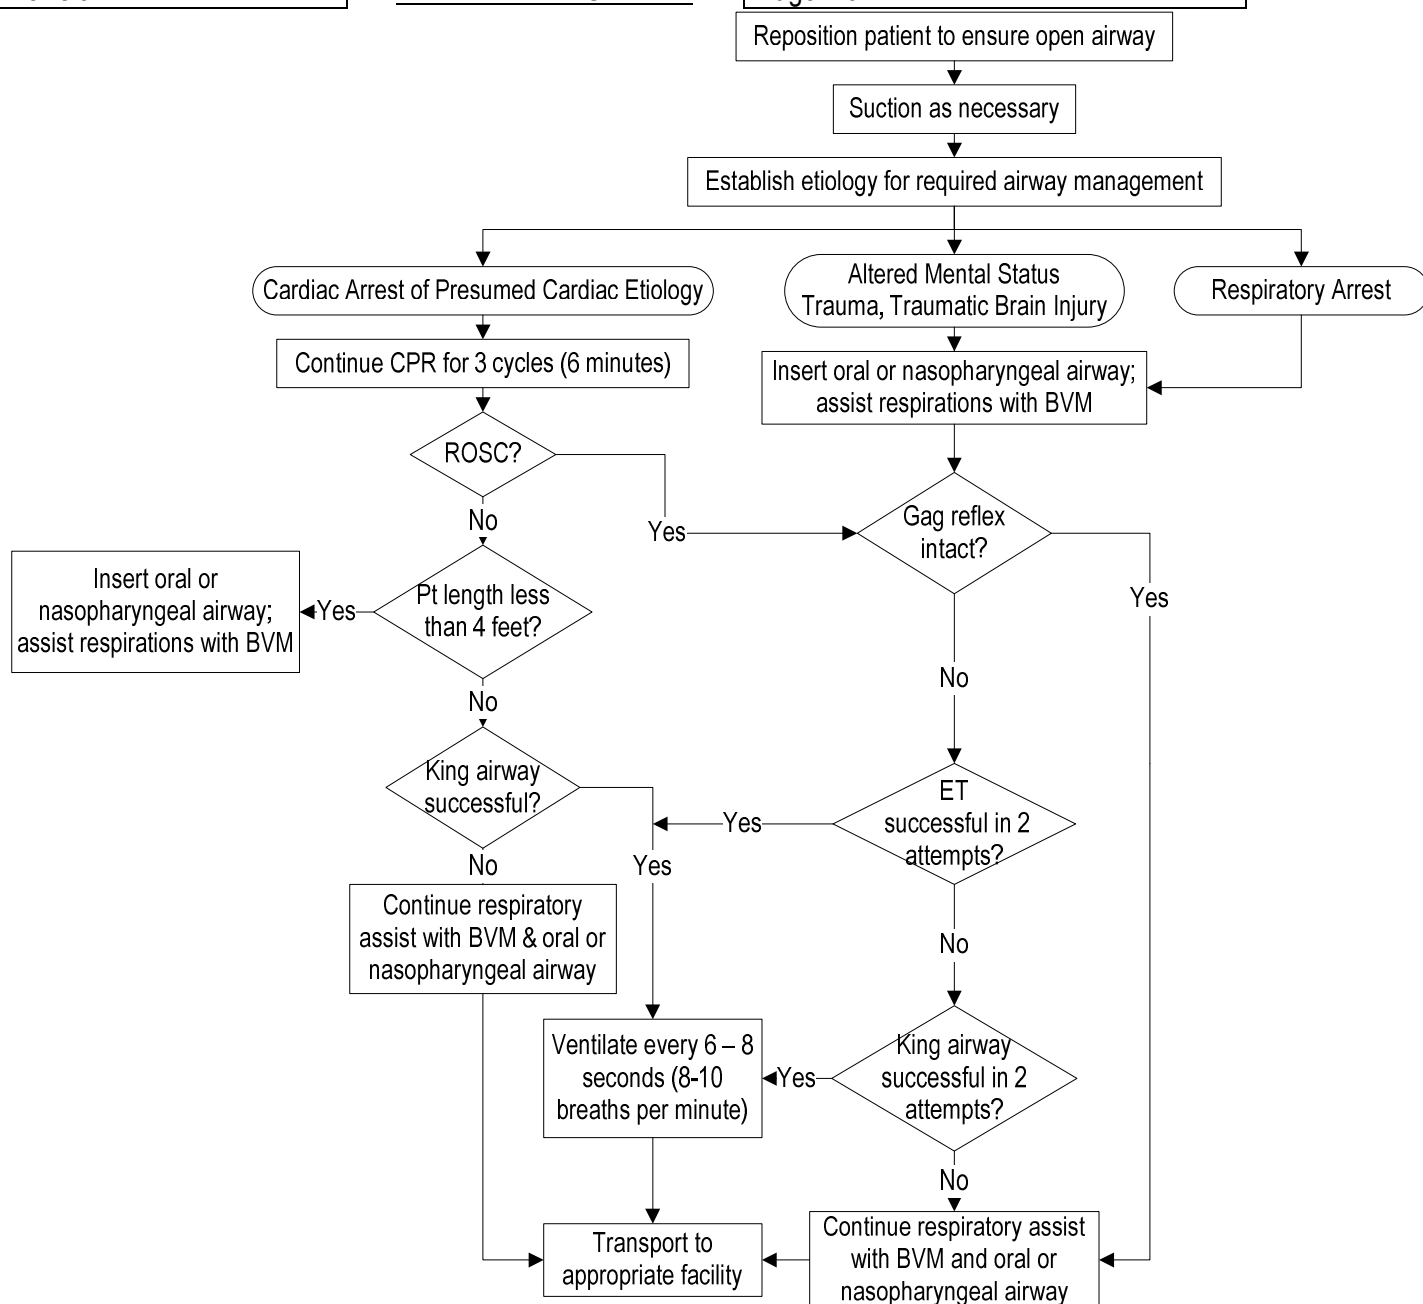 Reposition patient to ensure open airway
Suction as necessary
Establish etiology for required airway management
Cardiac Arrest of Presumed Cardiac Etiology
Altered Mental Status
Trauma, Traumatic Brain Injury
Respiratory Arrest
Continue CPR for 3 cycles (6 minutes)
Insert oral or nasopharyngeal airway;
assist respirations with BVM
ROSC?
No
Yes
Gag reflex
intact?
Yes
No
Insert oral or
nasopharyngeal airway;
assist respirations with BVM
Yes
Pt length less
than 4 feet?
No
King airway
successful?
Yes
No
ET
successful in 2
attempts?
Yes
No
Continue respiratory
assist with BVM & oral or
nasopharyngeal airway
Ventilate every 6 – 8
seconds (8-10
breaths per minute)
Yes
King airway
successful in 2
attempts?
No
Transport to
appropriate facility
Continue respiratory assist
with BVM and oral or
nasopharyngeal airway